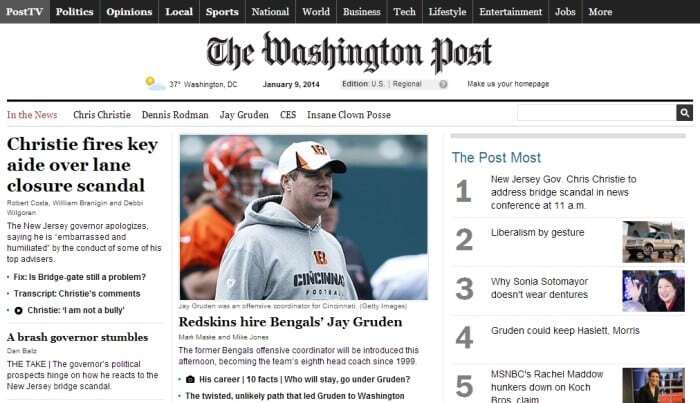 PostTV Politics Opinions Local Sports National World Business Tech Lifestyle Entertainment Jobs More
The Washington Post
37° Washington, DC January 9, 2014 Edition: U.S. | Regional ? Make us your homepage
In the News Chris Christie Dennis Rodman Jay Gruden CES Insane Clown Posse
Christie fires key
aide over lane
closure scandal
Robert Costa, William Branigin and Debbi
Wilgoren
The New Jersey governor apologizes,
saying he is “embarrassed and
humiliated” by the conduct of some of his
top advisers.
• Fix: Is Bridge-gate still a problem?
• Transcript: Christie's comments
• Christie: ‘I am not a bully’
A brash governor stumbles
Dan Balz
THE TAKE | The governor's political
prospects hinge on how he reacts to the
New Jersey bridge scandal.
CINCINNATI
FOOTBALL
Jay Gruden was an offensive coordinator for Cincinnati. (Getty Images)
Redskins hire Bengals' Jay Gruden
Mark Maske and Mike Jones
The former Bengals offensive coordinator will be introduced this
afternoon, becoming the team's eighth head coach since 1999.
• His career | 10 facts | Who will stay, go under Gruden?
• The twisted, unlikely path that led Gruden to Washington
The Post Most
1 New Jersey Gov. Chris Christie to
address bridge scandal in news
conference at 11 a.m.
2 Liberalism by gesture
3 Why Sonia Sotomayor
doesn't wear dentures
4 Gruden could keep Haslett, Morris
5 MSNBC's Rachel Maddow
hunkers down on Koch
Bros. claim